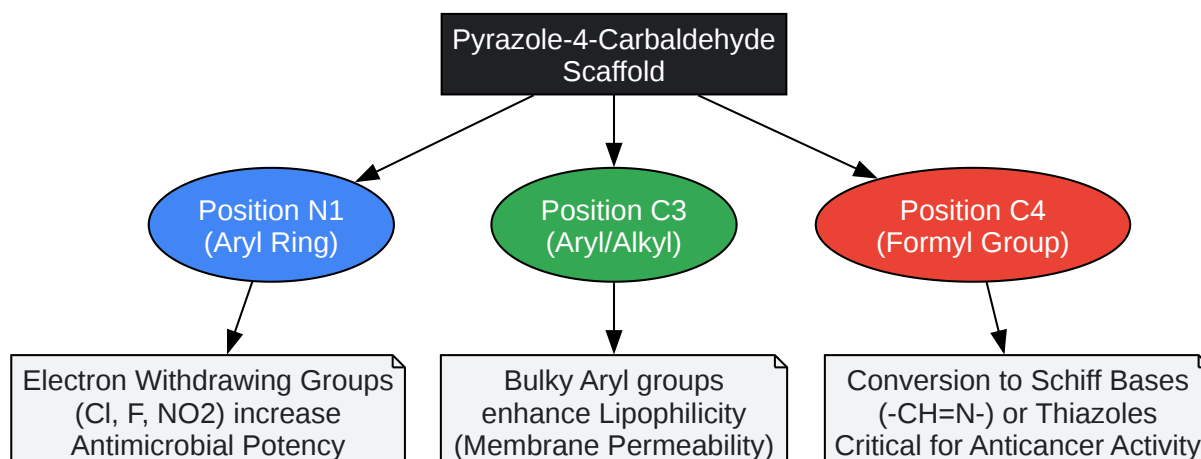 Pyrazole-4-Carbaldehyde
Scaffold
Position N1
(Aryl Ring)
Position C3
(Aryl/Alkyl)
Position C4
(Formyl Group)
Electron Withdrawing Groups
(Cl, F, NO2) increase
Antimicrobial Potency
Bulky Aryl groups
enhance Lipophilicity
(Membrane Permeability)
Conversion to Schiff Bases
(-CH=N-) or Thiazoles
Critical for Anticancer Activity